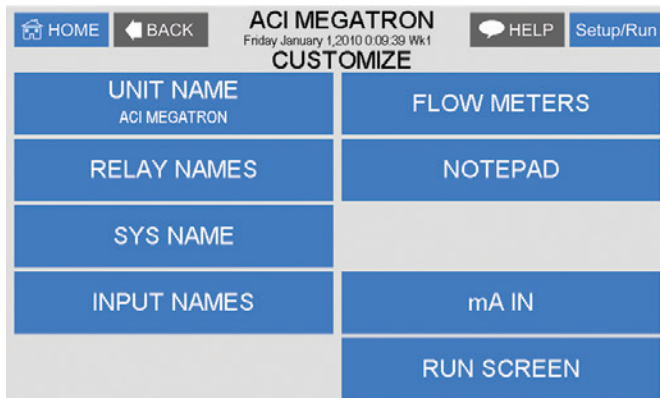 HOME
BACK
ACI MEGATRON
Friday January 1,2010 0:09:39 Wk1
CUSTOMIZE
HELP
Setup/Run
UNIT NAME
ACI MEGATRON
FLOW METERS
RELAY NAMES
NOTEPAD
SYS NAME
INPUT NAMES
mA IN
RUN SCREEN